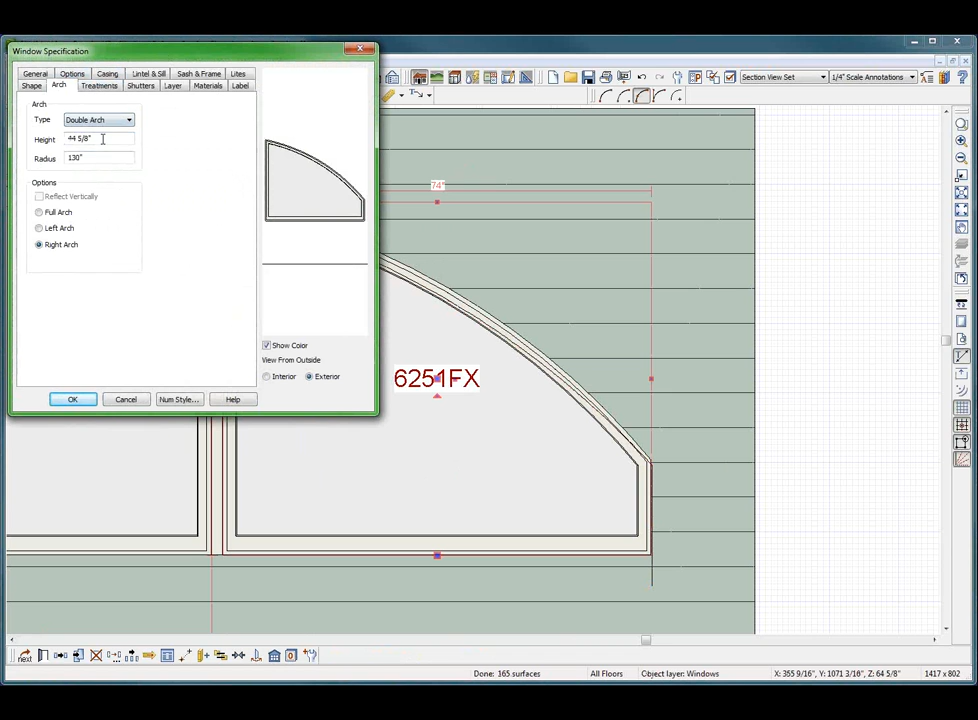 Window Specification
General Options Casing Lintel & Sill Sash & Frame Lites
Shape Arch Treatments Shutters Layer Materials Label
Arch
Type Double Arch
Height 44 5/8"
Radius 130"
Options
Reflect Vertically
Full Arch
Left Arch
Right Arch
Show Color
View From Outside
Interior Exterior
OK Cancel Num Style... Help
Section View Set 1/4" Scale Annotations
74"
6251FX
next
Done: 165 surfaces All Floors Object layer: Windows X: 355 9/16", Y: 1071 3/16", Z: 64 5/8" 1417 x 802